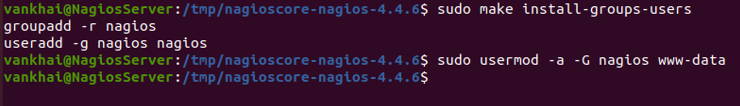 vankhai@NagiosServer:/tmp/nagioscore-nagios-4.4.6$ sudo make install-groups-users
groupadd -r nagios
useradd -g nagios nagios
vankhai@NagiosServer:/tmp/nagioscore-nagios-4.4.6$ sudo usermod -a -G nagios www-data
vankhai@NagiosServer:/tmp/nagioscore-nagios-4.4.6$